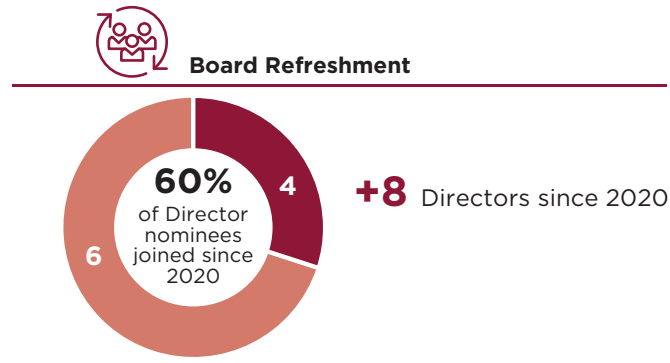 Board Refreshment
60%
of Director
nominees
joined since
2020
4
6
+8 Directors since 2020